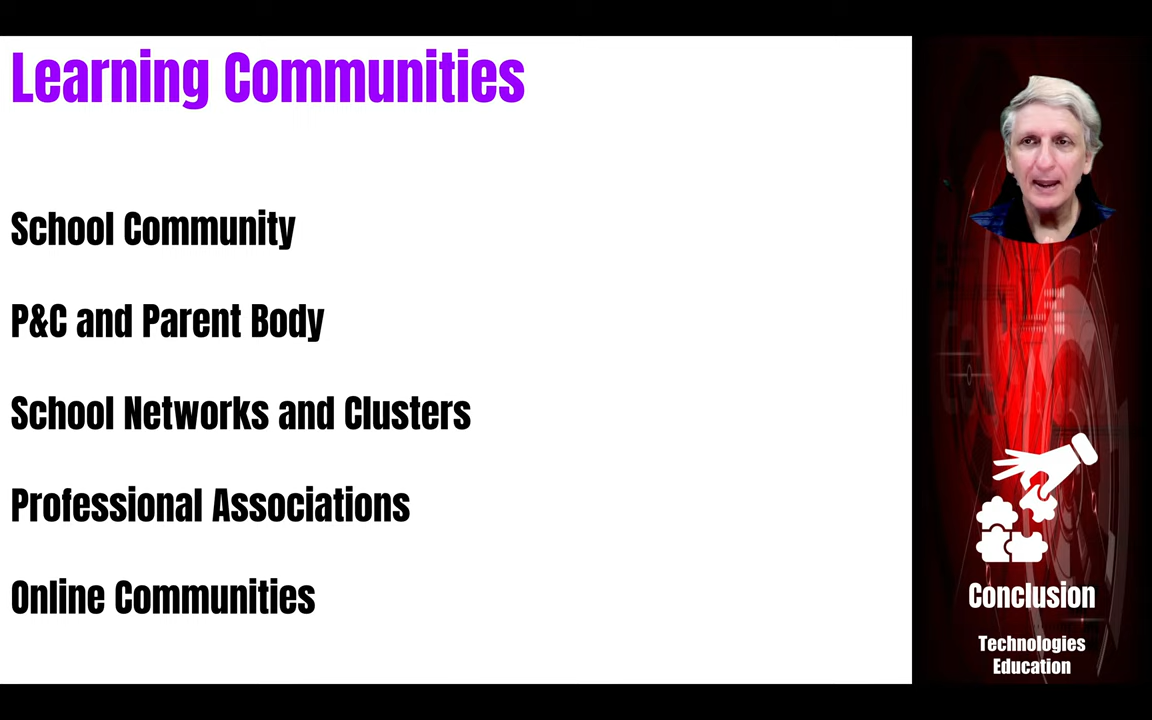 Learning Communities
School Community
P&C and Parent Body
School Networks and Clusters
Professional Associations
Online Communities
Conclusion
Technologies
Education